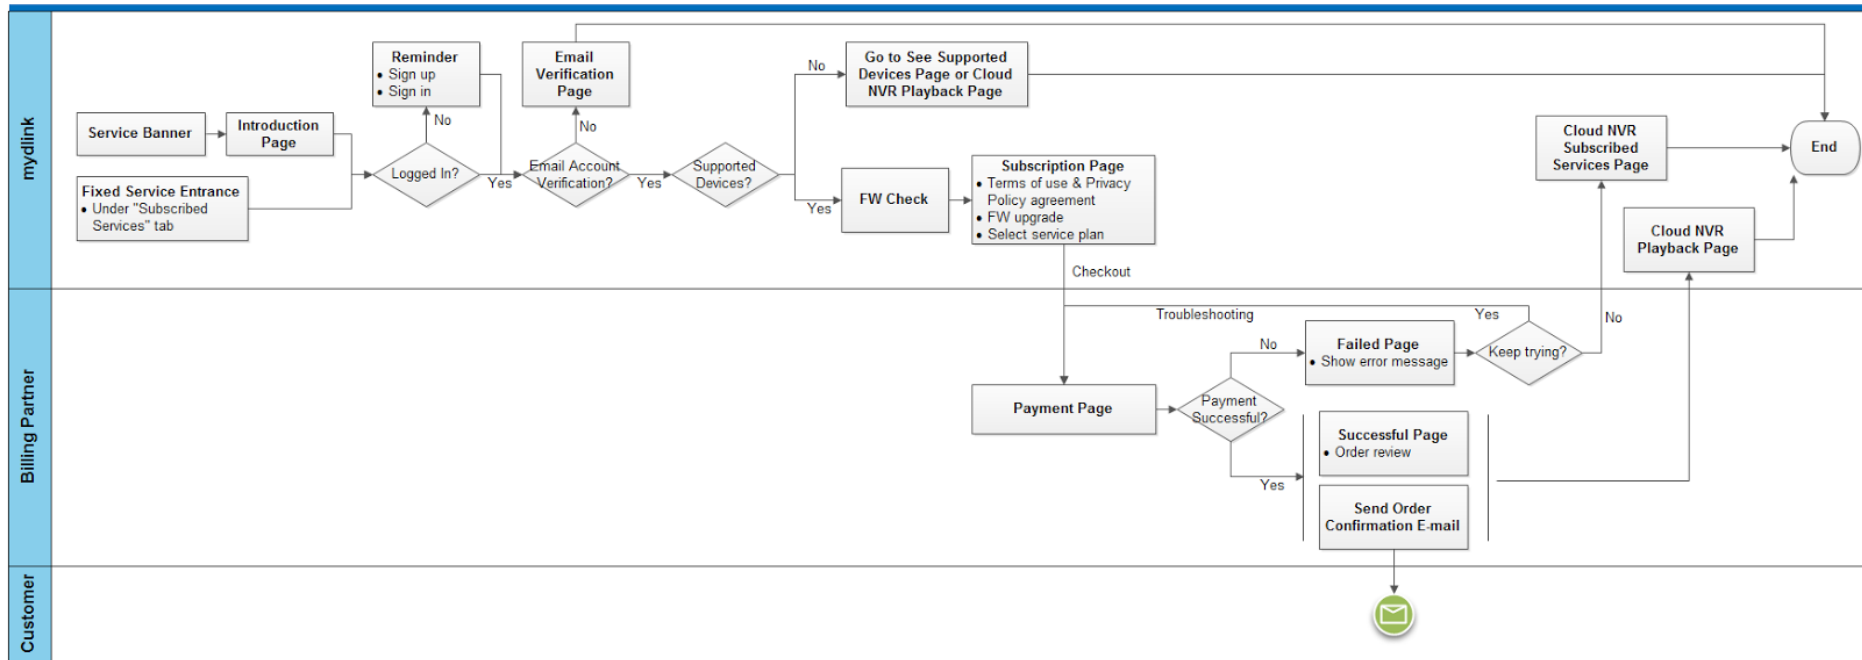 mydlink
Service Banner
Introduction
Page
Fixed Service Entrance
• Under "Subscribed
Services" tab
Reminder
• Sign up
• Sign in
No
Logged In?
Yes
Email
Verification
Page
No
Email Account
Verification?
Yes
Supported
Devices?
No
Go to See Supported
Devices Page or Cloud
NVR Playback Page
Yes
FW Check
Subscription Page
• Terms of use & Privacy
Policy agreement
• FW upgrade
• Select service plan
Checkout
Cloud NVR
Subscribed
Services Page
Cloud NVR
Playback Page
End
Billing Partner
Troubleshooting
Yes
No
Payment Page
Payment
Successful?
No
Failed Page
• Show error message
Keep trying?
Yes
Successful Page
• Order review
Send Order
Confirmation E-mail
Customer